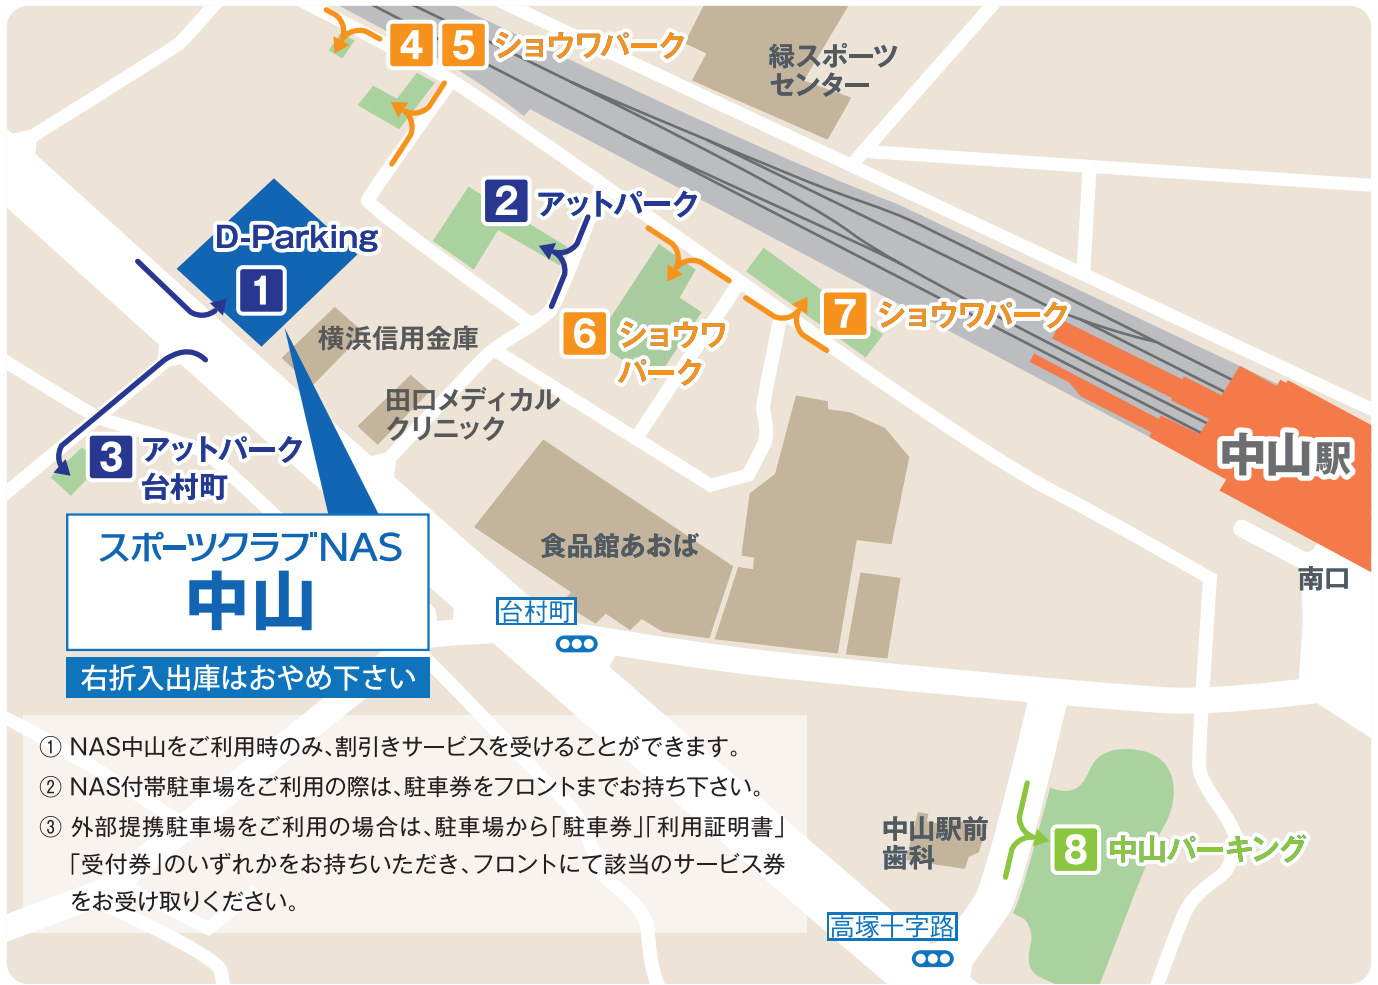 4 5 ショウワパーク
緑スポーツ
センター
2 アットパーク
D-Parking
1
6 ショウワ
パーク
7 ショウワパーク
横浜信用金庫
田口メディカル
クリニック
3 アットパーク
台村町
中山駅
南口
食品館あおば
スポーツクラブNAS
中山
右折入出庫はおやめ下さい
台村町
① NAS中山をご利用時のみ、割引きサービスを受けることができます。
② NAS付帯駐車場をご利用の際は、駐車券をフロントまでお持ち下さい。
③ 外部提携駐車場をご利用の場合は、駐車場から「駐車券」「利用証明書」
「受付券」のいずれかをお持ちいただき、フロントにて該当のサービス券
をお受け取りください。
中山駅前
歯科
8 中山パーキング
高塚十字路